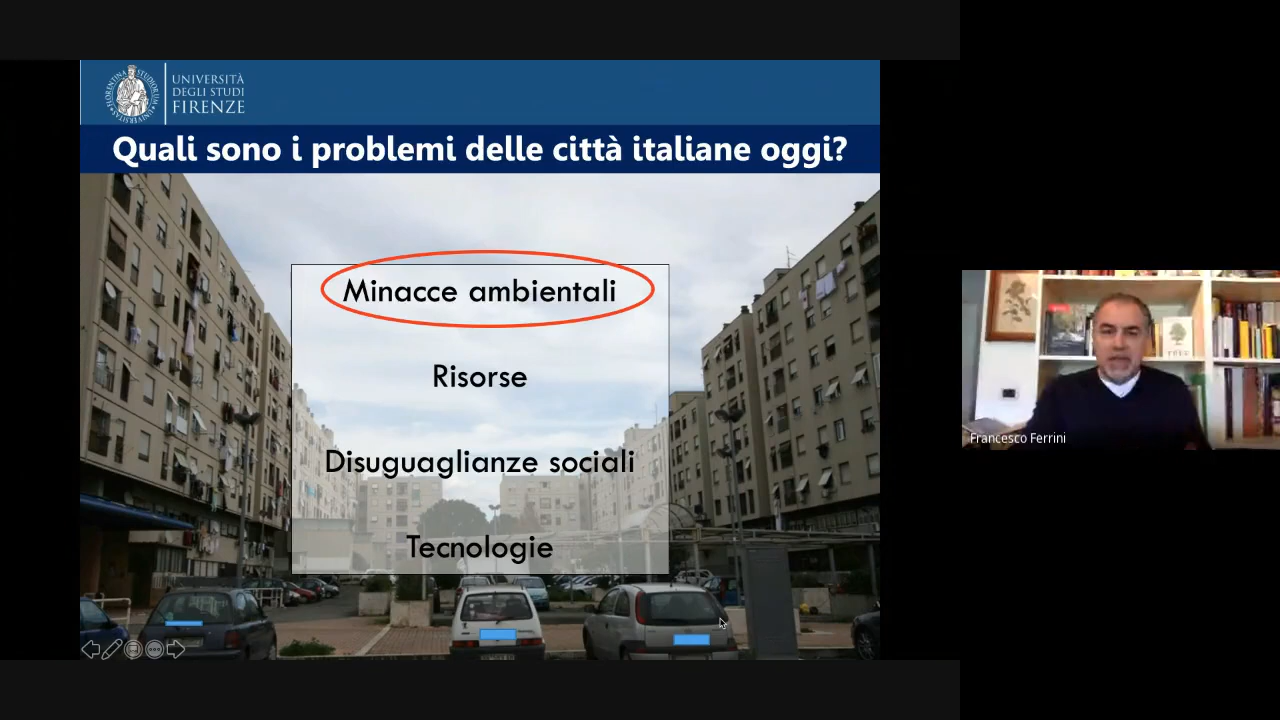 UNIVERSITÀ
DEGLI STUDI
FIRENZE
Quali sono i problemi delle città italiane oggi?
Minacce ambientali
Risorse
Disuguaglianze sociali
Tecnologie
Francesco Ferrini